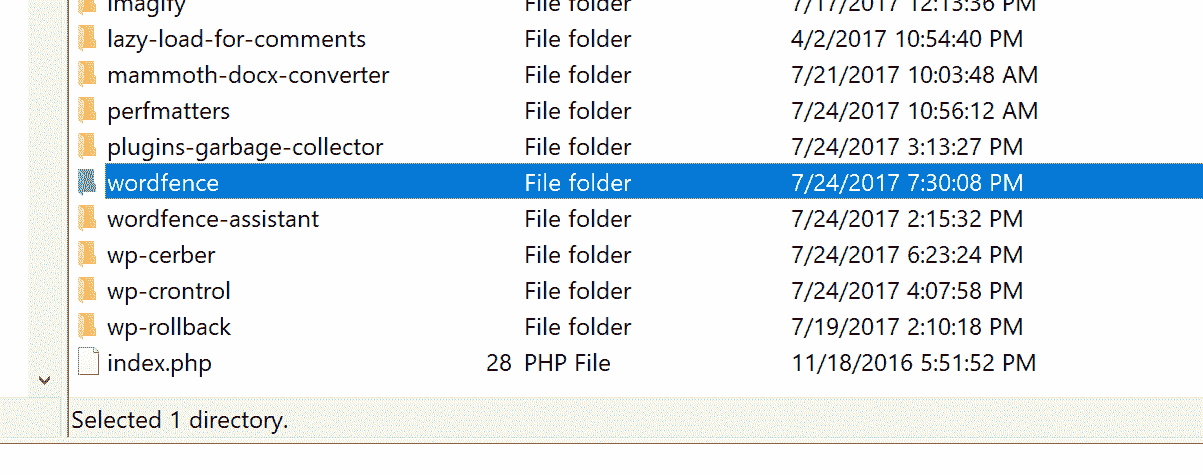 imagify File folder 7/17/2017 12:13:36 PM
lazy-load-for-comments File folder 4/2/2017 10:54:40 PM
mammoth-docx-converter File folder 7/21/2017 10:03:48 AM
perfmatters File folder 7/24/2017 10:56:12 AM
plugins-garbage-collector File folder 7/24/2017 3:13:27 PM
wordfence File folder 7/24/2017 7:30:08 PM
wordfence-assistant File folder 7/24/2017 2:15:32 PM
wp-cerber File folder 7/24/2017 6:23:24 PM
wp-crontrol File folder 7/24/2017 4:07:58 PM
wp-rollback File folder 7/19/2017 2:10:18 PM
index.php 28 PHP File 11/18/2016 5:51:52 PM
Selected 1 directory.